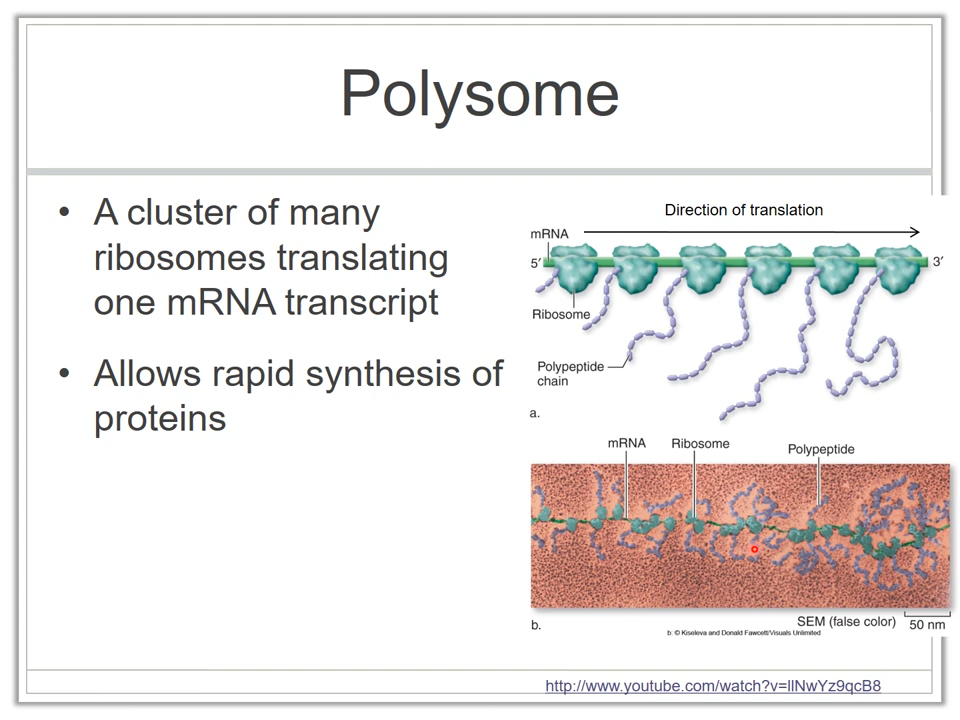 Polysome
• A cluster of many
ribosomes translating
one mRNA transcript
• Allows rapid synthesis of
proteins
Direction of translation
mRNA
5′
3′
Ribosome
Polypeptide
chain
a.
mRNA
Ribosome
Polypeptide
b.
SEM (false color)
50 nm
b: © Kiseleva and Donald Fawcett/Visuals Unlimited
http://www.youtube.com/watch?v=IlNwYz9qcB8